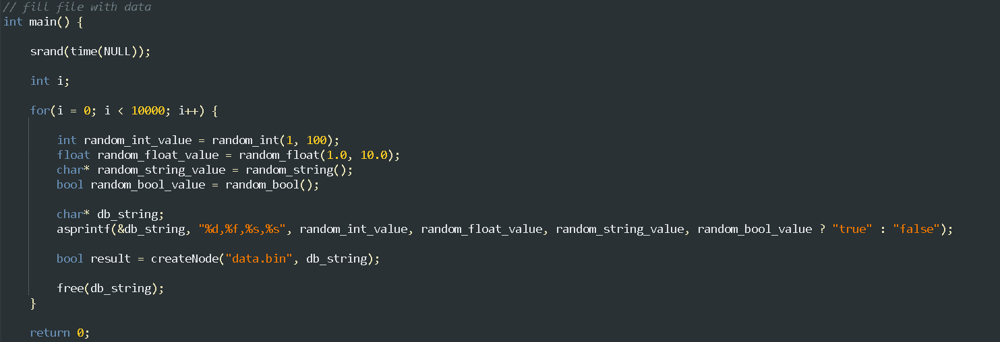 // fill file with data
int main() {
srand(time(NULL));
int i;
for(i = 0; i < 10000; i++) {
int random_int_value = random_int(1, 100);
float random_float_value = random_float(1.0, 10.0);
char* random_string_value = random_string();
bool random_bool_value = random_bool();
char* db_string;
asprintf(&db_string, "%d,%f,%s,%s", random_int_value, random_float_value, random_string_value, random_bool_value ? "true" : "false");
bool result = createNode("data.bin", db_string);
free(db_string);
}
return 0;